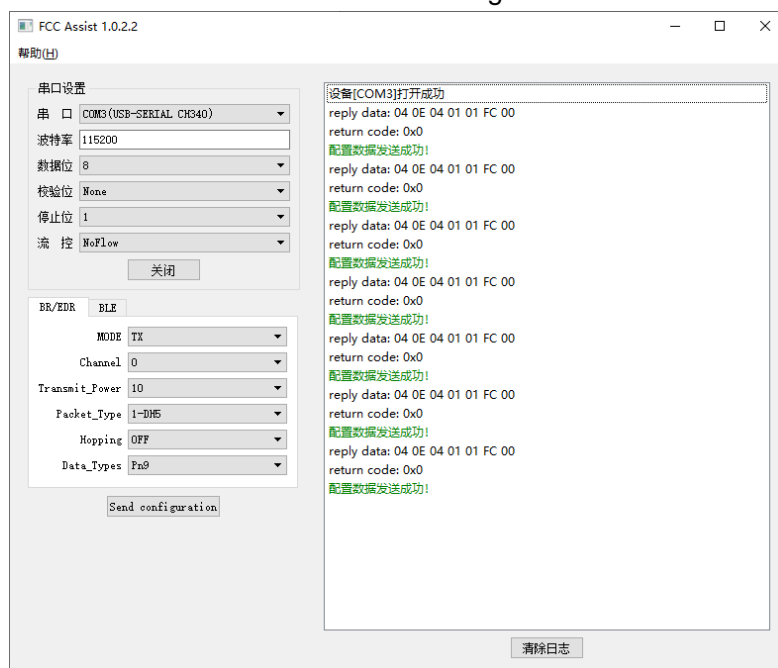 FCC Assist 1.0.2.2
帮助(H)
串口设置
串 口 COM3(USB-SERIAL CH340)
波特率 115200
数据位 8
校验位 None
停止位 1
流 控 NoFlow
关闭
BR/EDR BLE
MODE TX
Channel 0
Transmit_Power 10
Packet_Type 1-DH5
Hopping OFF
Data_Types Pn9
Send configuration
设备[COM3]打开成功
reply data: 04 0E 04 01 01 FC 00
return code: 0x0
配置数据发送成功!
reply data: 04 0E 04 01 01 FC 00
return code: 0x0
配置数据发送成功!
reply data: 04 0E 04 01 01 FC 00
return code: 0x0
配置数据发送成功!
reply data: 04 0E 04 01 01 FC 00
return code: 0x0
配置数据发送成功!
reply data: 04 0E 04 01 01 FC 00
return code: 0x0
配置数据发送成功!
reply data: 04 0E 04 01 01 FC 00
return code: 0x0
配置数据发送成功!
reply data: 04 0E 04 01 01 FC 00
return code: 0x0
配置数据发送成功!
清除日志